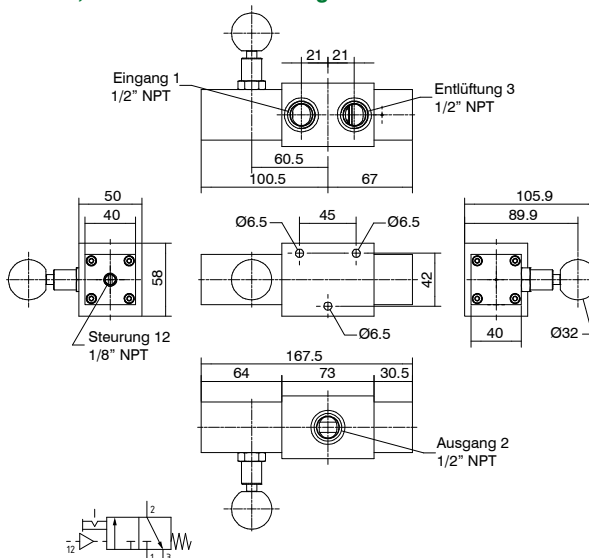 21 21
Eingang 1
1/2” NPT
Entlüftung 3
1/2” NPT
60.5
100.5 67
50
40
58
Steurung 12
1/8” NPT
Ø6.5 45 Ø6.5
42
Ø6.5
105.9
89.9
40
Ø32
167.5
64 73 30.5
Ausgang 2
1/2” NPT
2
12
1 3